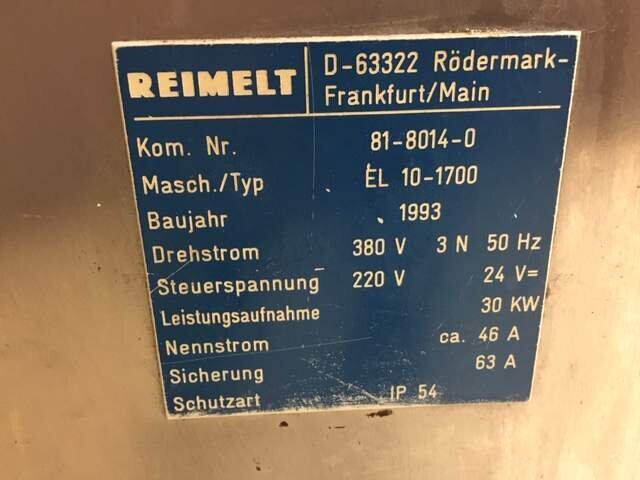 REIMELT
D-63322 Rödermark-
Frankfurt/Main
Kom. Nr. 81-8014-0
Masch./Typ EL 10-1700
Baujahr 1993
Drehstrom 380 V 3 N 50 Hz
Steuerspannung 220 V 24 V=
Leistungsaufnahme 30 KW
Nennstrom ca. 46 A
Sicherung 63 A
Schutzart IP 54